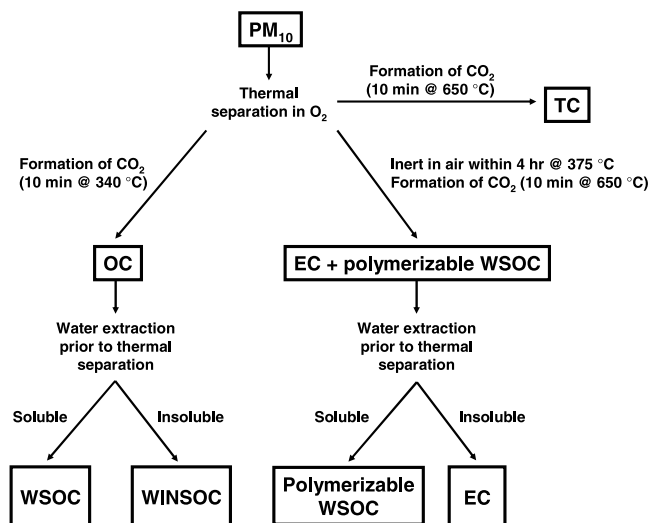 PM10
Thermal
separation in O2
Formation of CO2
(10 min @ 650 °C)
TC
Formation of CO2
(10 min @ 340 °C)
Inert in air within 4 hr @ 375 °C
Formation of CO2 (10 min @ 650 °C)
OC
EC + polymerizable WSOC
Water extraction
prior to thermal
separation
Water extraction
prior to thermal
separation
Soluble
Insoluble
Soluble
Insoluble
WSOC
WINSOC
Polymerizable
WSOC
EC